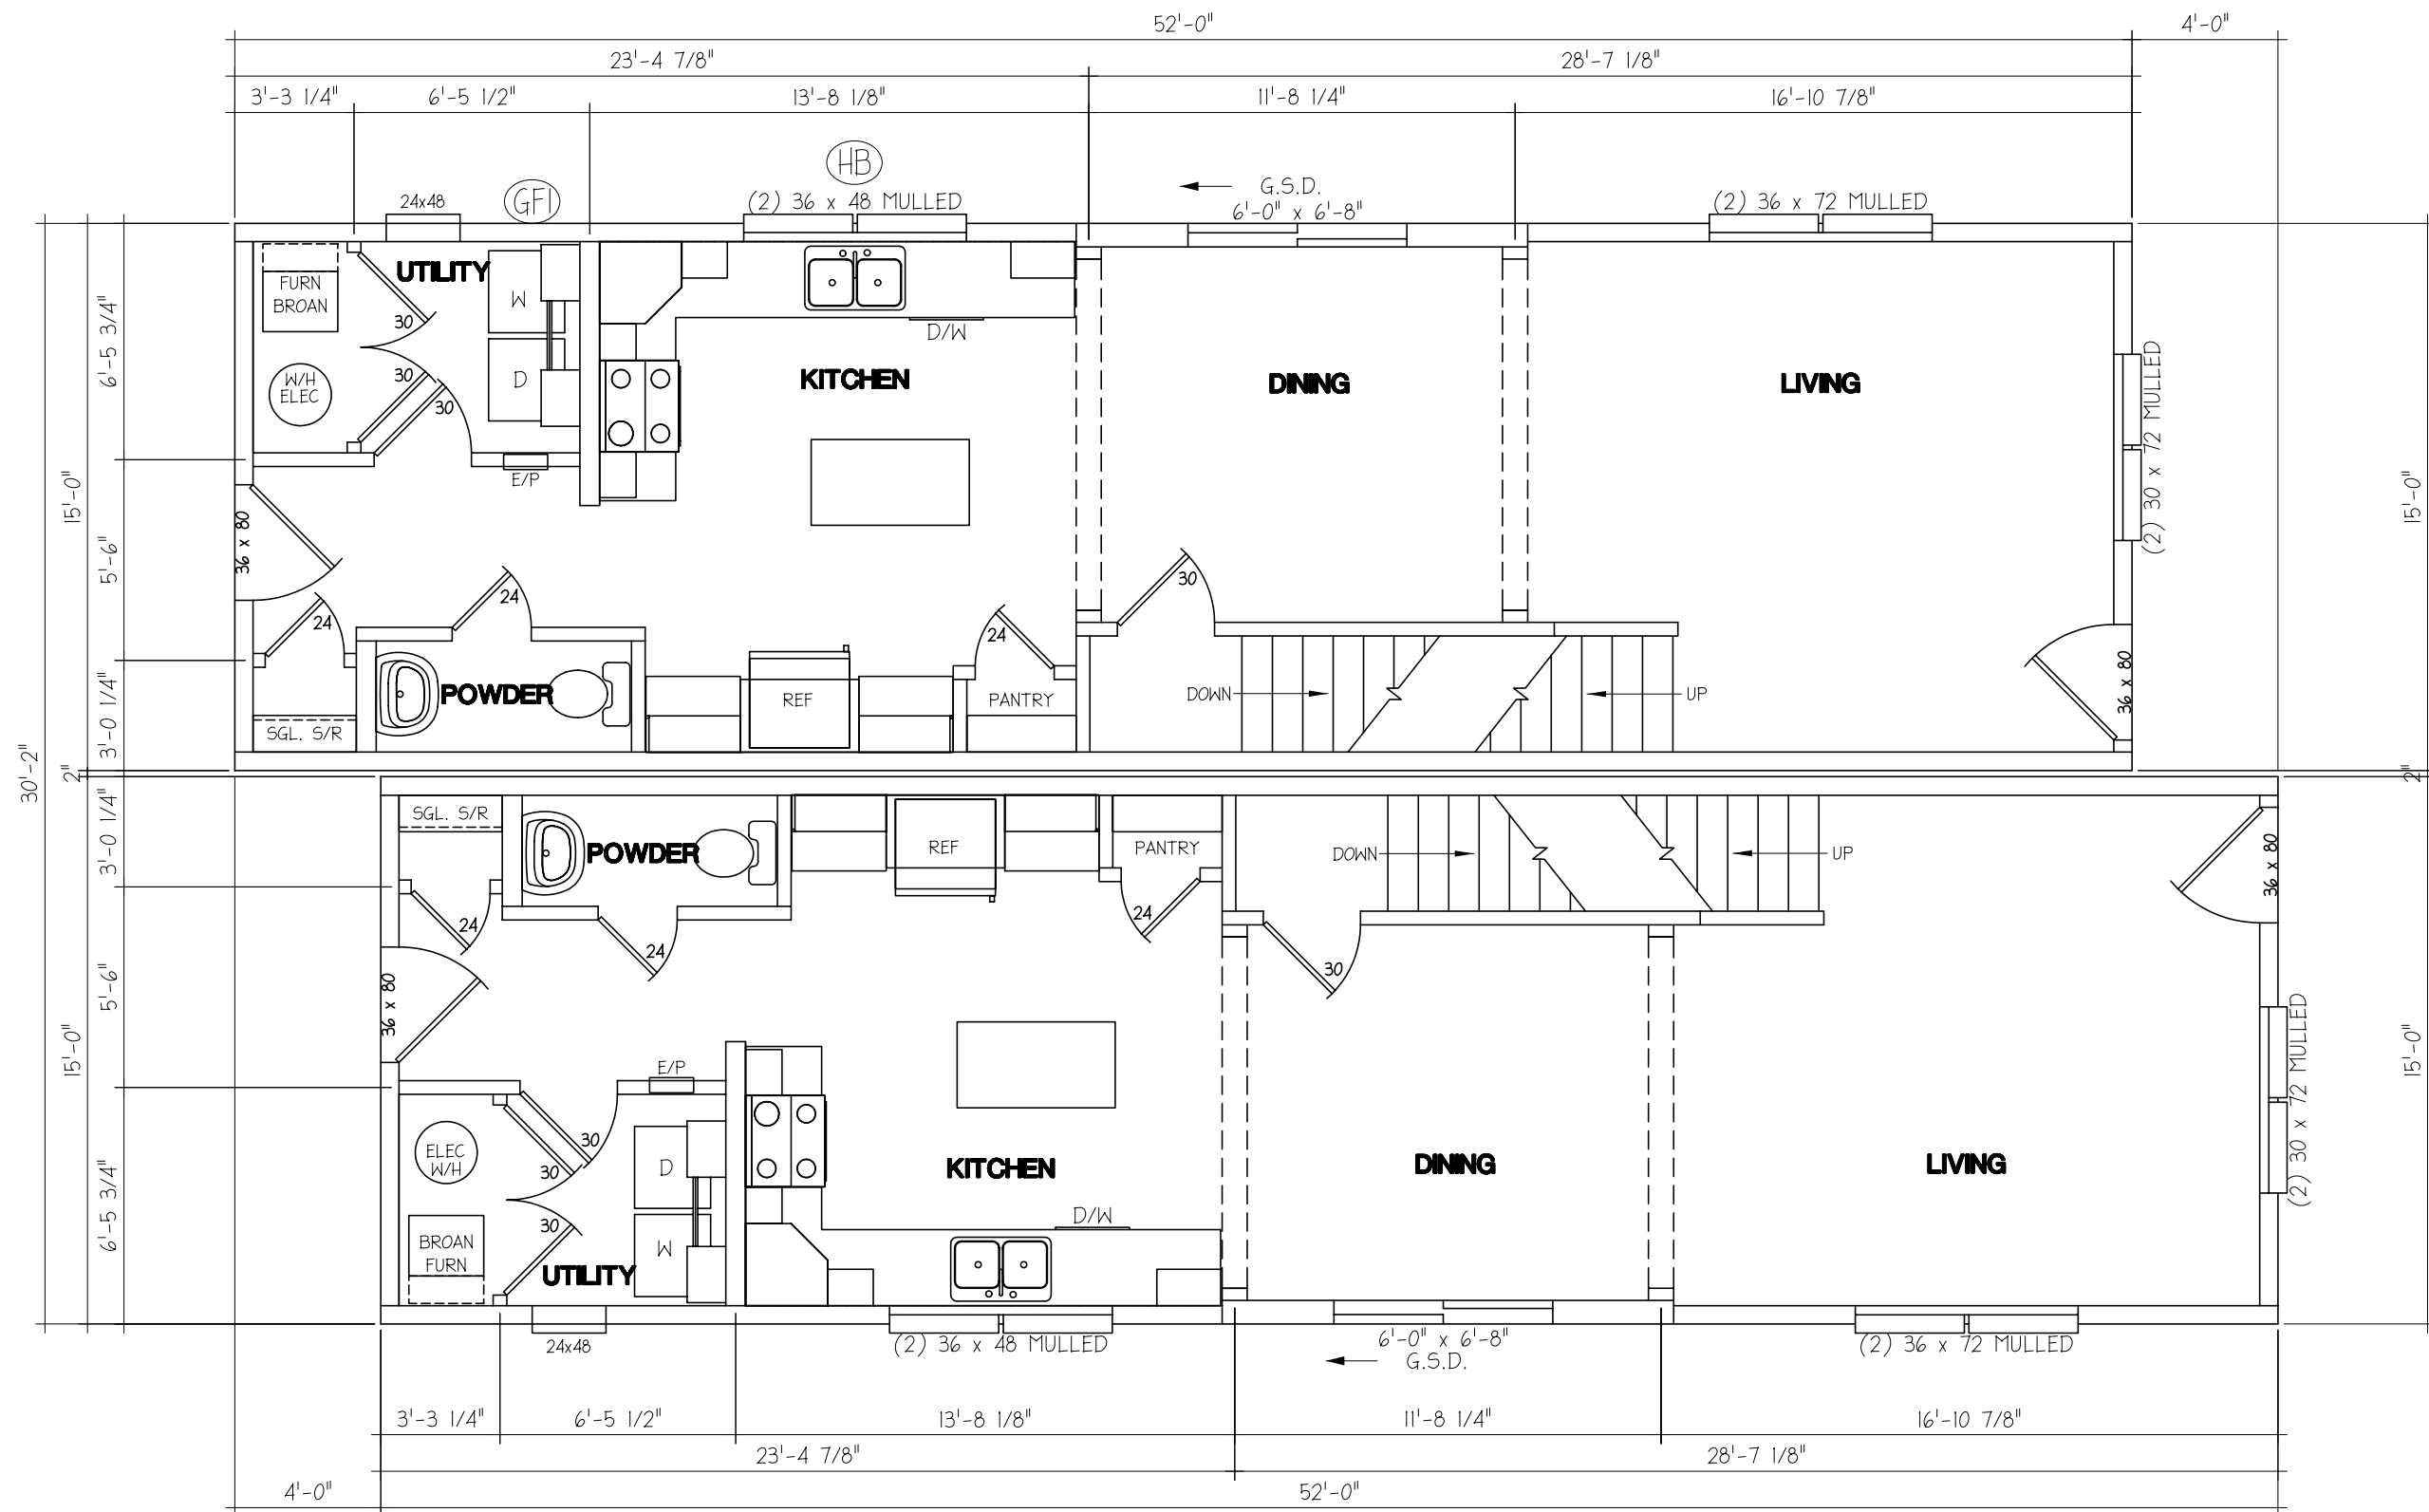 52'-0"
4'-0"
23'-4 7/8"
28'-7 1/8"
3'-3 1/4"
6'-5 1/2"
13'-8 1/8"
11'-8 1/4"
16'-10 7/8"
HB
GFI
24x48
(2) 36 x 48 MULLED
G.S.D.
6'-0" x 6'-8"
(2) 36 x 72 MULLED
UTILITY
FURN
BROAN
30
W
W/H
ELEC
30
D
30
E/P
D/W
KITCHEN
DINING
LIVING
(2) 30 x 72 MULLED
6'-5 3/4"
15'-0"
5'-6"
3'-0 1/4"
30'-2"
2"
15'-0"
2"
36 x 80
24
24
24
30
POWDER
REF
PANTRY
SGL. S/R
DOWN
UP
36 x 80
SGL. S/R
POWDER
REF
PANTRY
DOWN
UP
36 x 80
24
24
24
30
36 x 80
3'-0 1/4"
5'-6"
15'-0"
6'-5 3/4"
15'-0"
E/P
ELEC
W/H
30
30
D
30
BROAN
FURN
W
UTILITY
KITCHEN
D/W
DINING
LIVING
(2) 30 x 72 MULLED
24x48
(2) 36 x 48 MULLED
6'-0" x 6'-8"
G.S.D.
(2) 36 x 72 MULLED
3'-3 1/4"
6'-5 1/2"
13'-8 1/8"
11'-8 1/4"
16'-10 7/8"
23'-4 7/8"
28'-7 1/8"
4'-0"
52'-0"